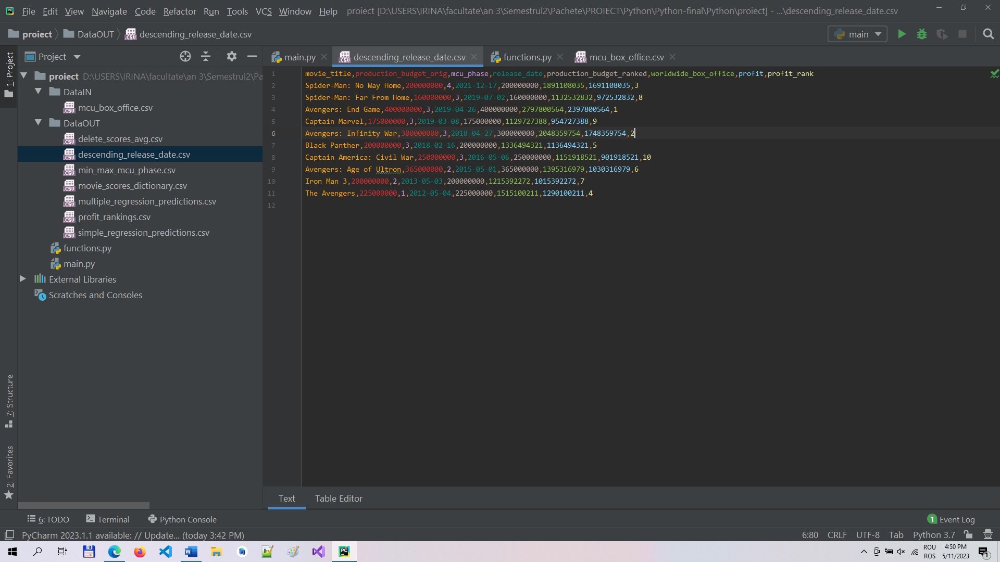 File Edit View Navigate Code Refactor Run Tools VCS Window Help project [D:\USERS\IRINA\facultate\an 3\Semestrul2\Pachete\PROIECT\Python\Python-final\Python\project] - ...\descending_release_date.csv
project DataOUT descending_release_date.csv main
1: Project
Project
main.py descending_release_date.csv functions.py mcu_box_office.csv
project D:\USERS\IRINA\facultate\an 3\Semestrul2\Pa
DataIN
mcu_box_office.csv
DataOUT
delete_scores_avg.csv
descending_release_date.csv
min_max_mcu_phase.csv
movie_scores_dictionary.csv
multiple_regression_predictions.csv
profit_rankings.csv
simple_regression_predictions.csv
functions.py
main.py
External Libraries
Scratches and Consoles
1 movie_title,production_budget_orig,mcu_phase,release_date,production_budget_ranked,worldwide_box_office,profit,profit_rank
2 Spider-Man: No Way Home,200000000,4,2021-12-17,200000000,1891108035,1691108035,3
3 Spider-Man: Far From Home,160000000,3,2019-07-02,160000000,1132532832,972532832,8
4 Avengers: End Game,400000000,3,2019-04-26,400000000,2797800564,2397800564,1
5 Captain Marvel,175000000,3,2019-03-08,175000000,1129727388,954727388,9
6 Avengers: Infinity War,300000000,3,2018-04-27,300000000,2048359754,1748359754,2
7 Black Panther,200000000,3,2018-02-16,200000000,1336494321,1136494321,5
8 Captain America: Civil War,250000000,3,2016-05-06,250000000,1151918521,901918521,10
9 Avengers: Age of Ultron,365000000,2,2015-05-01,365000000,1395316979,1030316979,6
10 Iron Man 3,200000000,2,2013-05-03,200000000,1215392272,1015392272,7
11 The Avengers,225000000,1,2012-05-04,225000000,1515100211,1290100211,4
12
7: Structure
2: Favorites
Text Table Editor
6: TODO Terminal Python Console 1 Event Log
PyCharm 2023.1.1 available: // Update... (today 3:42 PM) 6:80 CRLF UTF-8 Tab Python 3.7
ROU 4:50 PM
ROS 5/11/2023 1